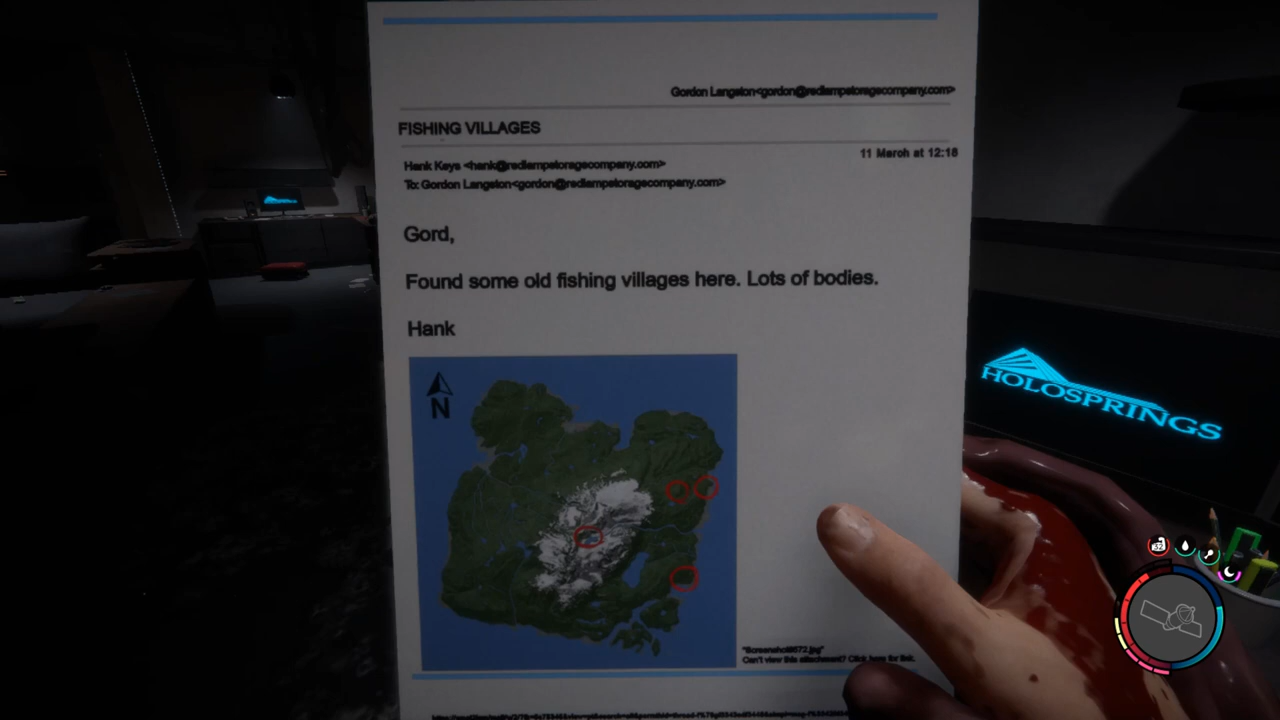 Gordon Langston<gordon@redlampstoragecompany.com>
FISHING VILLAGES
11 March at 12:18
Hank Keys <hank@redlampstoragecompany.com>
To: Gordon Langston<gordon@redlampstoragecompany.com>
Gord,
Found some old fishing villages here. Lots of bodies.
Hank
N
Can't view this attachment? Click here for link.
HOLOSPRINGS
HOLOSPRINGS
32